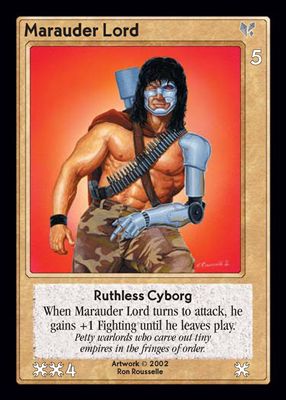 Marauder Lord
5
Ruthless Cyborg
When Marauder Lord turns to attack, he
gains +1 Fighting until he leaves play.
Petty warlords who carve out tiny
empires in the fringes of order.
4
Artwork © 2002
Ron Rousselle